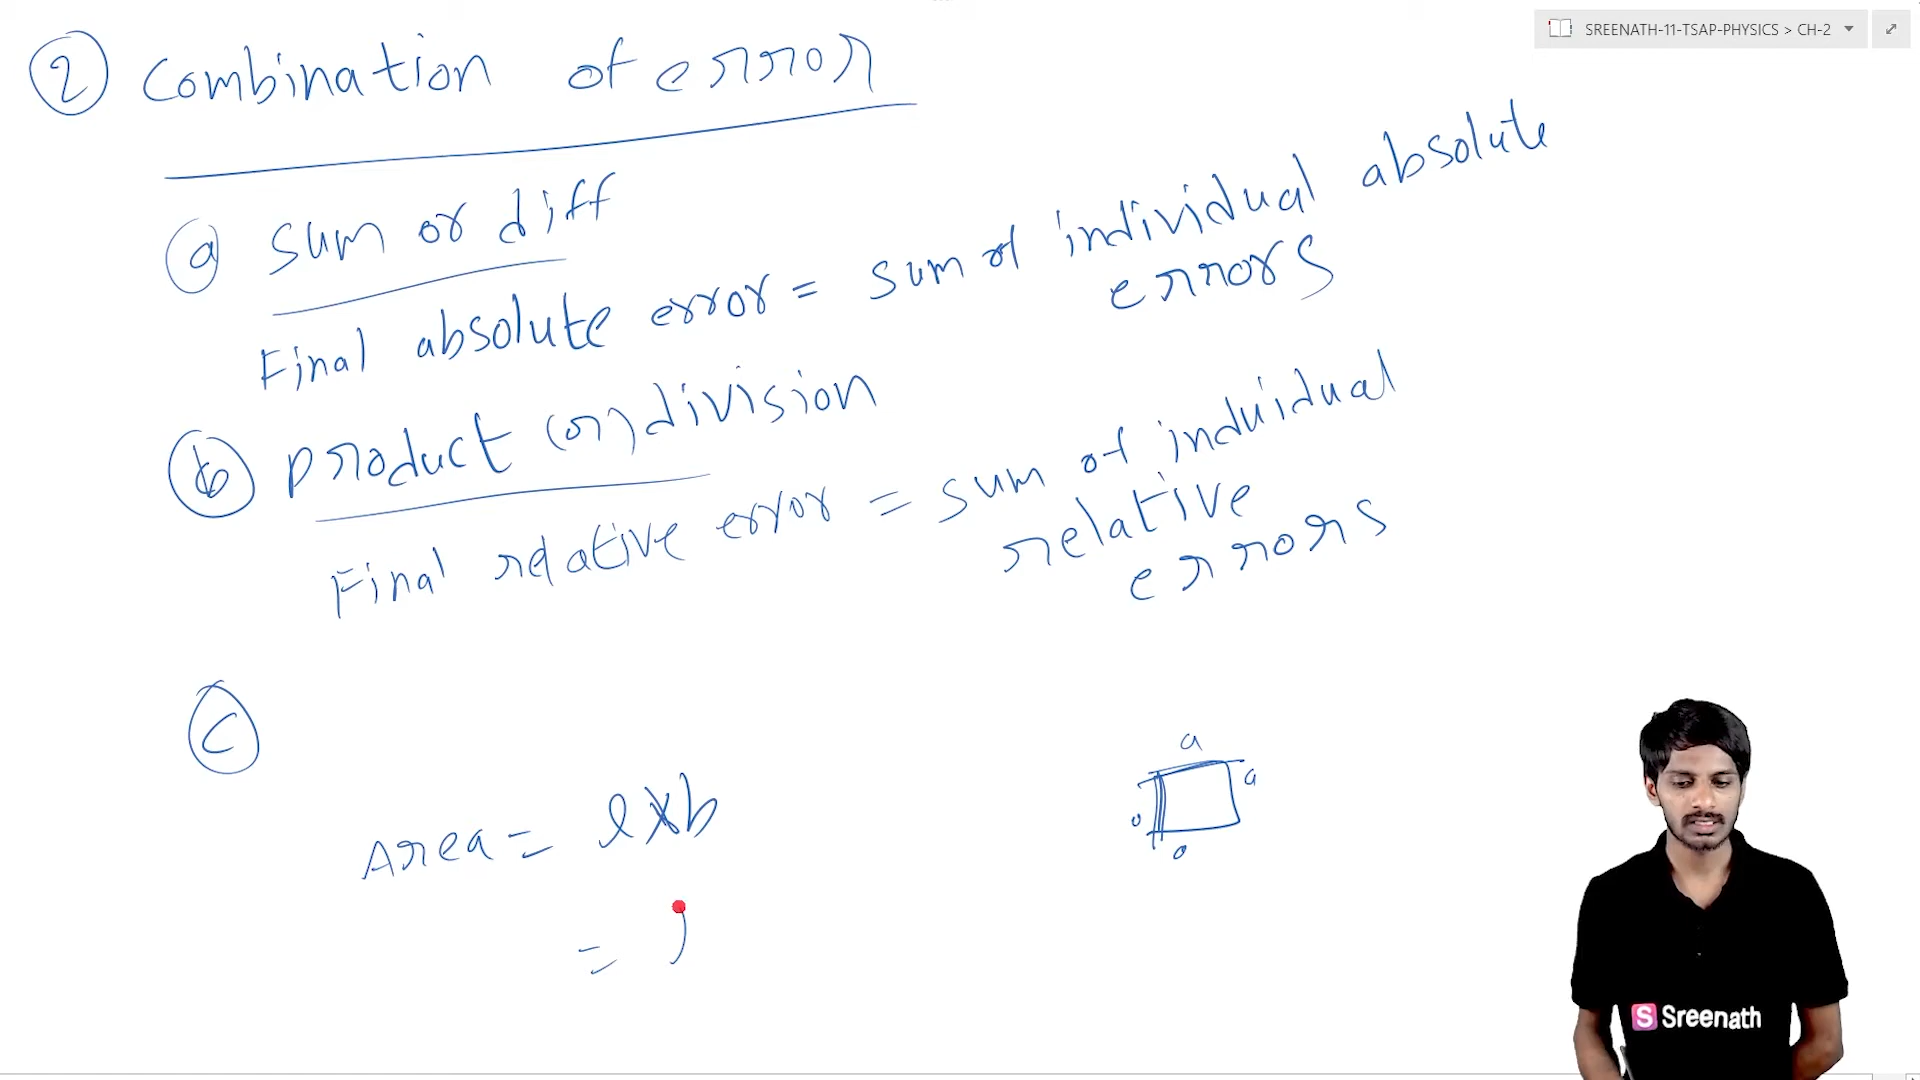 SREENATH-11-TSAP-PHYSICS > CH-2
2 Combination of error
a sum or diff
Final absolute error = sum of individual absolute
errors
b product (or) division
Final relative error = sum of individual
relative
errors
c
a
a
Area = l×b
=
Sreenath